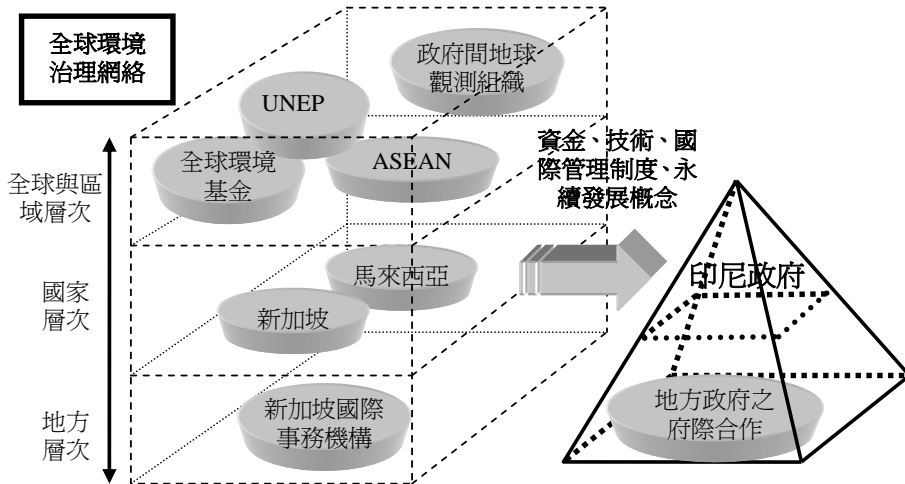 全球環境
治理網絡
政府間地球
觀測組織
UNEP
全球環境
基金
ASEAN
全球與區
域層次
資金、技術、國
際管理制度、永
續發展概念
馬來西亞
新加坡
國家
層次
印尼政府
新加坡國際
事務機構
地方
層次
地方政府之
府際合作